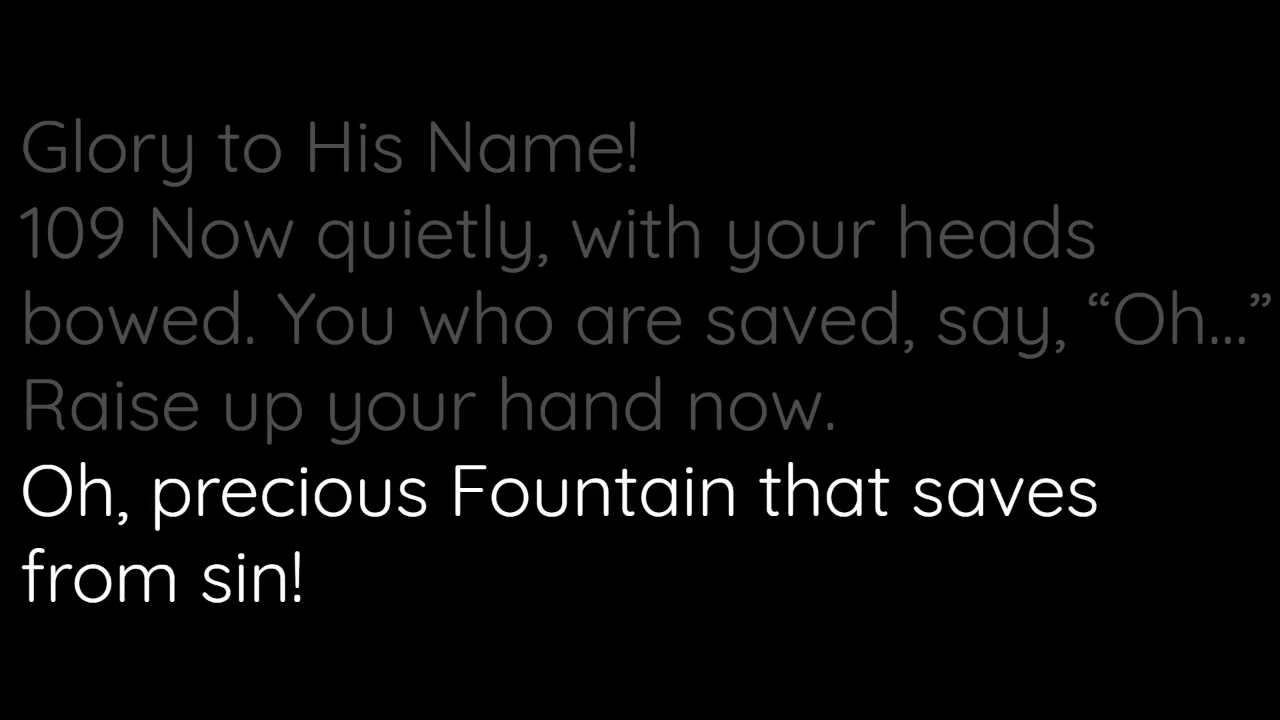 Glory to His Name!
109 Now quietly, with your heads
bowed. You who are saved, say, “Oh...”
Raise up your hand now.
Oh, precious Fountain that saves
from sin!